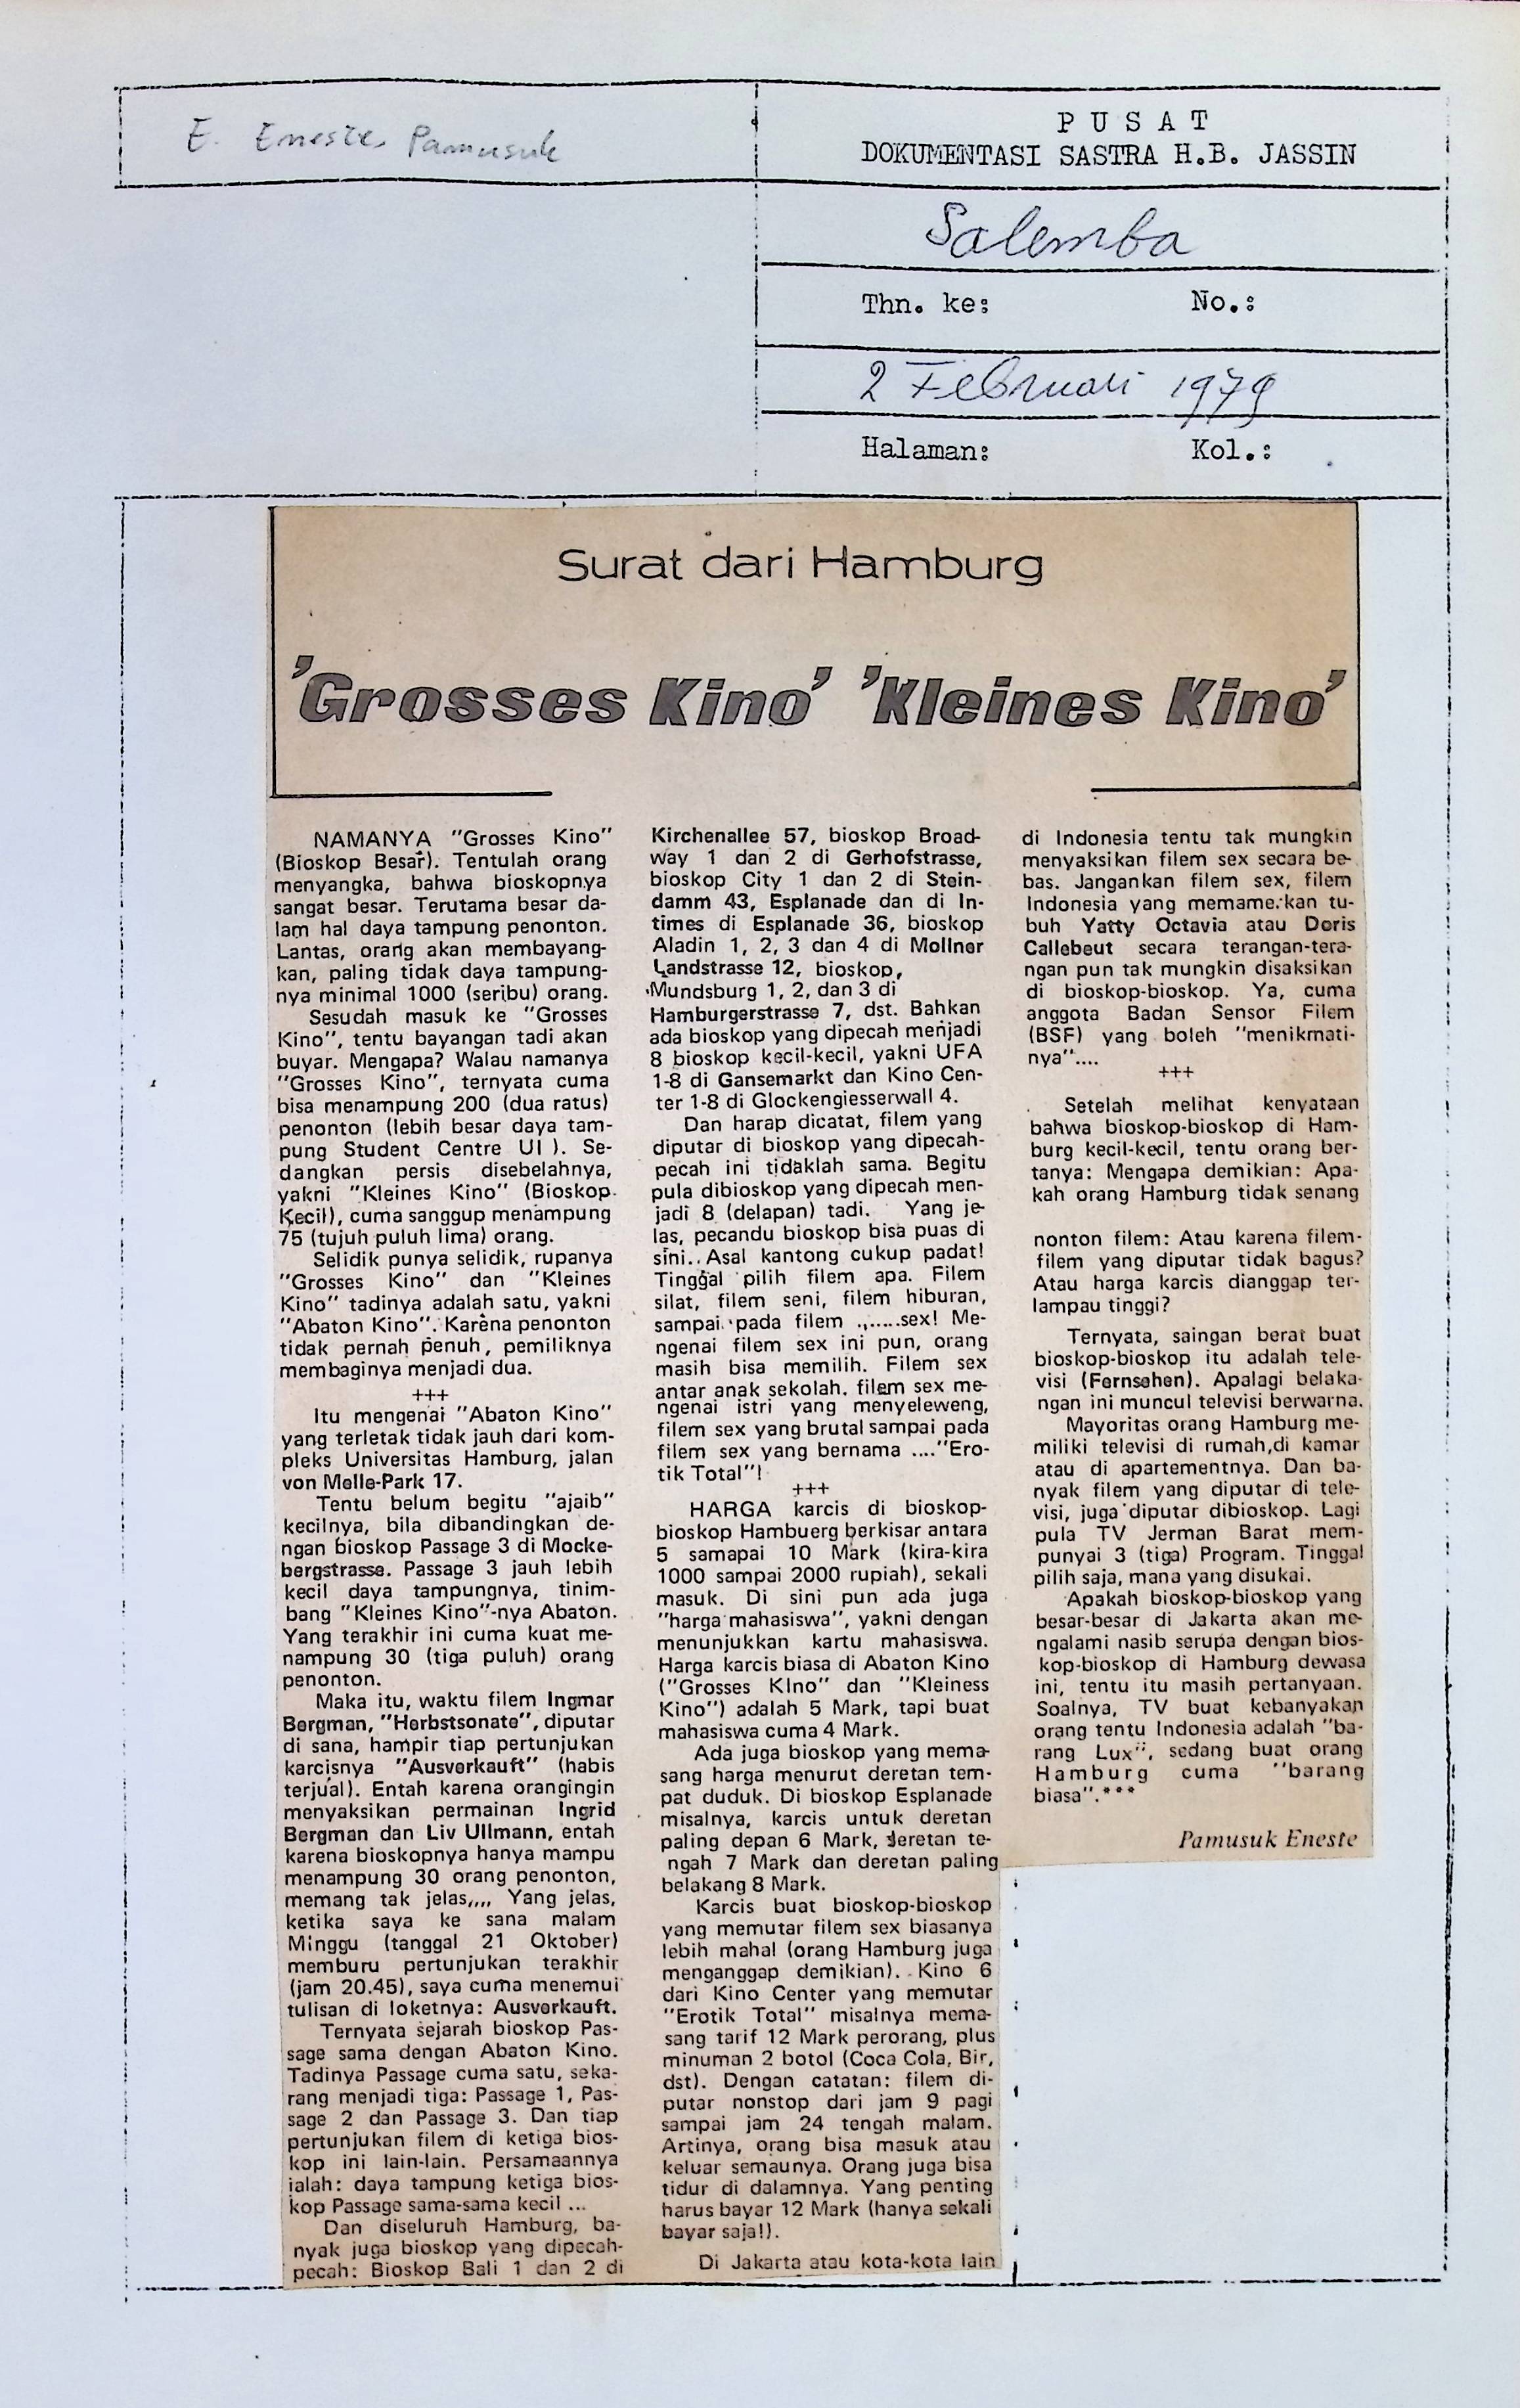 E. Eneste, Pamusuk
PUSAT
DOKUMENTASI SASTRA H.B. JASSIN
Salemba
Thn. ke: No.:
2 Februari 1979
Halaman: Kol.:
Surat dari Hamburg
'Grosses Kino' 'Kleines Kino'
NAMANYA "Grosses Kino"
(Bioskop Besar). Tentulah orang
menyangka, bahwa bioskopnya
sangat besar. Terutama besar da-
lam hal daya tampung penonton.
Lantas, orang akan membayang-
kan, paling tidak daya tampung-
nya minimal 1000 (seribu) orang.
Sesudah masuk ke "Grosses
Kino", tentu bayangan tadi akan
buyar. Mengapa? Walau namanya
"Grosses Kino", ternyata cuma
bisa menampung 200 (dua ratus)
penonton (lebih besar daya tam-
pung Student Centre UI ). Se-
dangkan persis disebelahnya,
yakni "Kleines Kino" (Bioskop
Kecil), cuma sanggup menampung
75 (tujuh puluh lima) orang.
Selidik punya selidik, rupanya
"Grosses Kino" dan "Kleines
Kino" tadinya adalah satu, yakni
"Abaton Kino". Karena penonton
tidak pernah penuh, pemiliknya
membaginya menjadi dua.
+++
Itu mengenai "Abaton Kino"
yang terletak tidak jauh dari kom-
pleks Universitas Hamburg, jalan
von Melle-Park 17.
Tentu belum begitu "ajaib"
kecilnya, bila dibandingkan de-
ngan bioskop Passage 3 di Mocke-
bergstrasse. Passage 3 jauh lebih
kecil daya tampungnya, tinim-
bang "Kleines Kino"-nya Abaton.
Yang terakhir ini cuma kuat me-
nampung 30 (tiga puluh) orang
penonton.
Maka itu, waktu filem Ingmar
Bergman, "Herbstsonate", diputar
di sana, hampir tiap pertunjukan
karcisnya "Ausverkauft" (habis
terjual). Entah karena orangingin
menyaksikan permainan Ingrid
Bergman dan Liv Ullmann, entah
karena bioskopnya hanya mampu
menampung 30 orang penonton,
memang tak jelas,,,, Yang jelas,
ketika saya ke sana malam
Minggu (tanggal 21 Oktober)
memburu pertunjukan terakhir
(jam 20.45), saya cuma menemui
tulisan di loketnya: Ausverkauft.
Ternyata sejarah bioskop Pas-
sage sama dengan Abaton Kino.
Tadinya Passage cuma satu, seka-
rang menjadi tiga: Passage 1, Pas-
sage 2 dan Passage 3. Dan tiap
pertunjukan filem di ketiga bios-
kop ini lain-lain. Persamaannya
ialah: daya tampung ketiga bios-
kop Passage sama-sama kecil ...
Dan diseluruh Hamburg, ba-
nyak juga bioskop yang dipecah-
pecah: Bioskop Bali 1 dan 2 di
Kirchenallee 57, bioskop Broad-
way 1 dan 2 di Gerhofstrasse,
bioskop City 1 dan 2 di Stein-
damm 43, Esplanade dan di In-
times di Esplanade 36, bioskop
Aladin 1, 2, 3 dan 4 di Mollner
Landstrasse 12, bioskop,
Mundsburg 1, 2, dan 3 di
Hamburgerstrasse 7, dst. Bahkan
ada bioskop yang dipecah menjadi
8 bioskop kecil-kecil, yakni UFA
1-8 di Gansemarkt dan Kino Cen-
ter 1-8 di Glockengiesserwall 4.
Dan harap dicatat, filem yang
diputar di bioskop yang dipecah-
pecah ini tidaklah sama. Begitu
pula dibioskop yang dipecah men-
jadi 8 (delapan) tadi. Yang je-
las, pecandu bioskop bisa puas di
sini.. Asal kantong cukup padat!
Tinggal pilih filem apa. Filem
silat, filem seni, filem hiburan,
sampai pada filem .,.....sex! Me-
ngenai filem sex ini pun, orang
masih bisa memilih. Filem sex
antar anak sekolah. filem sex me-
ngenai istri yang menyeleweng,
filem sex yang brutal sampai pada
filem sex yang bernama ...."Ero-
tik Total"!
+++
HARGA karcis di bioskop-
bioskop Hambuerg berkisar antara
5 samapai 10 Mark (kira-kira
1000 sampai 2000 rupiah), sekali
masuk. Di sini pun ada juga
"harga mahasiswa", yakni dengan
menunjukkan kartu mahasiswa.
Harga karcis biasa di Abaton Kino
("Grosses KIno" dan "Kleiness
Kino") adalah 5 Mark, tapi buat
mahasiswa cuma 4 Mark.
Ada juga bioskop yang mema-
sang harga menurut deretan tem-
pat duduk. Di bioskop Esplanade
misalnya, karcis untuk deretan
paling depan 6 Mark, deretan te-
ngah 7 Mark dan deretan paling
belakang 8 Mark.
Karcis buat bioskop-bioskop
yang memutar filem sex biasanya
lebih mahal (orang Hamburg juga
menganggap demikian). Kino 6
dari Kino Center yang memutar
"Erotik Total" misalnya mema-
sang tarif 12 Mark perorang, plus
minuman 2 botol (Coca Cola, Bir,
dst). Dengan catatan: filem di-
putar nonstop dari jam 9 pagi
sampai jam 24 tengah malam.
Artinya, orang bisa masuk atau
keluar semaunya. Orang juga bisa
tidur di dalamnya. Yang penting
harus bayar 12 Mark (hanya sekali
bayar saja!).
Di Jakarta atau kota-kota lain
di Indonesia tentu tak mungkin
menyaksikan filem sex secara be-
bas. Jangankan filem sex, filem
Indonesia yang memamerkan tu-
buh Yatty Octavia atau Doris
Callebeut secara terangan-tera-
ngan pun tak mungkin disaksikan
di bioskop-bioskop. Ya, cuma
anggota Badan Sensor Filem
(BSF) yang boleh "menikmati-
nya"....
+++
Setelah melihat kenyataan
bahwa bioskop-bioskop di Ham-
burg kecil-kecil, tentu orang ber-
tanya: Mengapa demikian: Apa-
kah orang Hamburg tidak senang
nonton filem: Atau karena filem-
filem yang diputar tidak bagus?
Atau harga karcis dianggap ter-
lampau tinggi?
Ternyata, saingan berat buat
bioskop-bioskop itu adalah tele-
visi (Fernsehen). Apalagi belaka-
ngan ini muncul televisi berwarna.
Mayoritas orang Hamburg me-
miliki televisi di rumah,di kamar
atau di apartementnya. Dan ba-
nyak filem yang diputar di tele-
visi, juga diputar dibioskop. Lagi
pula TV Jerman Barat mem-
punyai 3 (tiga) Program. Tinggal
pilih saja, mana yang disukai.
Apakah bioskop-bioskop yang
besar-besar di Jakarta akan me-
ngalami nasib serupa dengan bios-
kop-bioskop di Hamburg dewasa
ini, tentu itu masih pertanyaan.
Soalnya, TV buat kebanyakan
orang tentu Indonesia adalah "ba-
rang Lux", sedang buat orang
Hamburg cuma "barang
biasa".***
Pamusuk Eneste